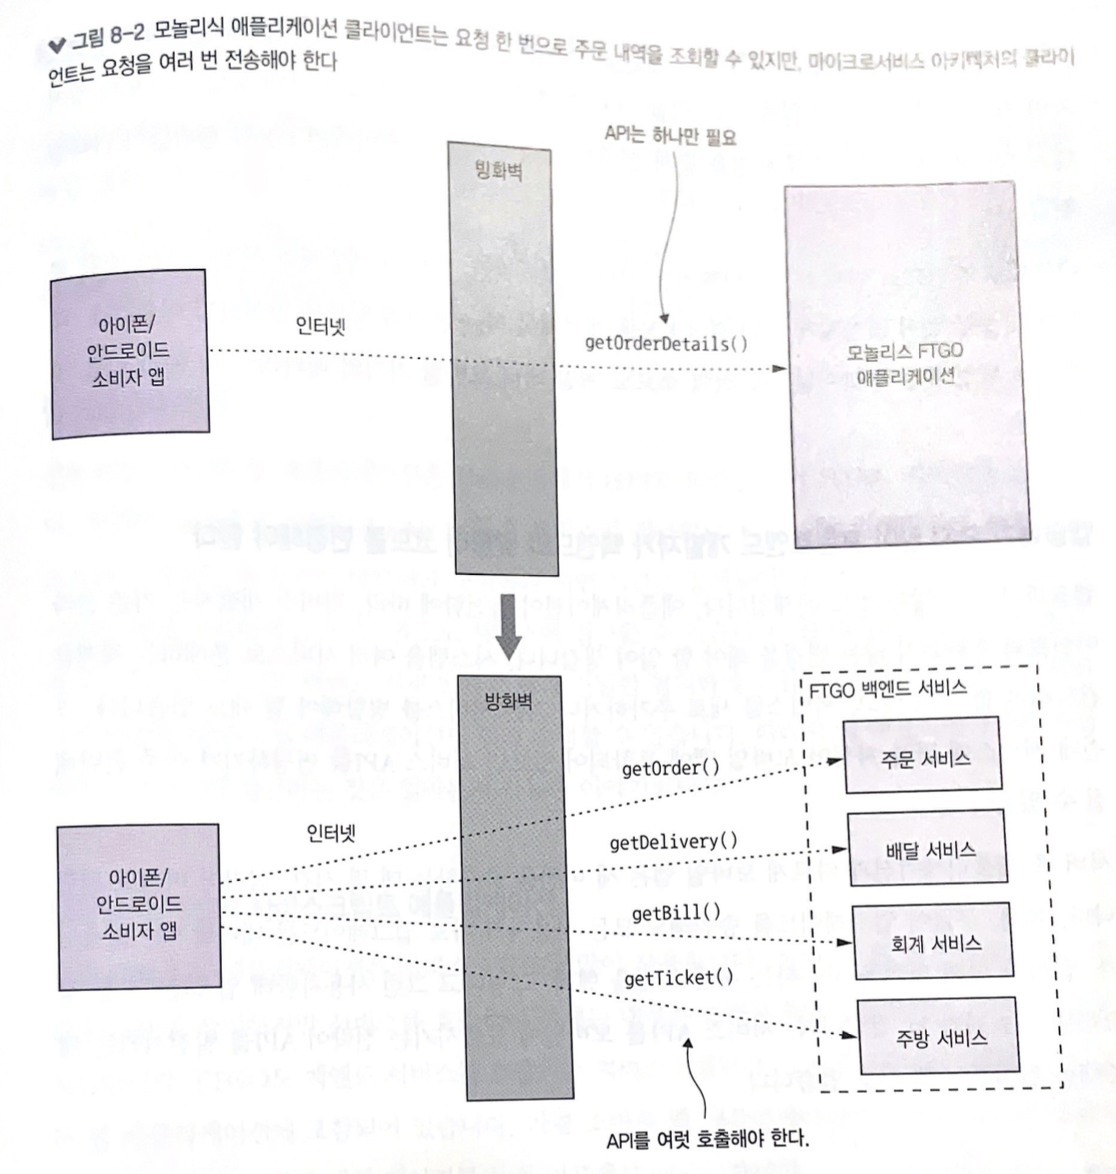 그림 8-2 모놀리식 애플리케이션 클라이언트는 요청 한 번으로 주문 내역을 조회할 수 있지만, 마이크로서비스 아키텍처의 클라이
언트는 요청을 여러 번 전송해야 한다
API는 하나만 필요
방화벽
아이폰/
안드로이드
소비자 앱
인터넷
getOrderDetails()
모놀리스 FTGO
애플리케이션
방화벽
FTGO 백엔드 서비스
getOrder()
주문 서비스
인터넷
getDelivery()
배달 서비스
아이폰/
안드로이드
소비자 앱
getBill()
회계 서비스
getTicket()
주방 서비스
API를 여럿 호출해야 한다.